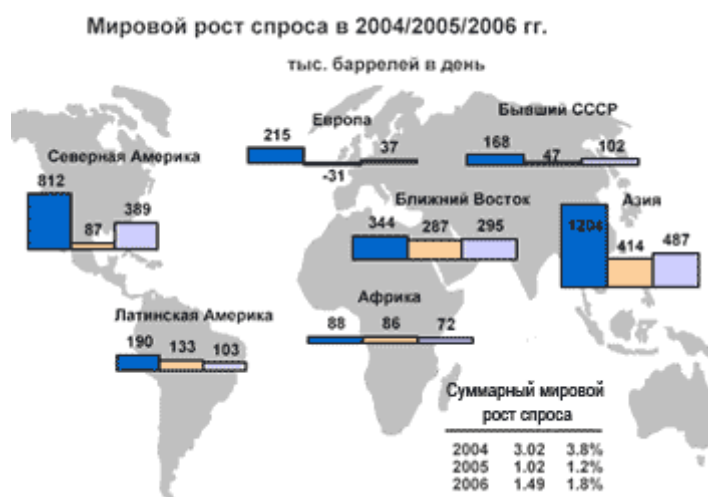 Мировой рост спроса в 2004/2005/2006 гг.
тыс. баррелей в день
Европа
215
-31
37
Бывший СССР
168
47
102
Северная Америка
812
87
389
Ближний Восток
344
287
295
Азия
1204
414
487
Африка
88
86
72
Латинская Америка
190
133
103
Суммарный мировой
рост спроса
2004 3.02 3.8%
2005 1.02 1.2%
2006 1.49 1.8%